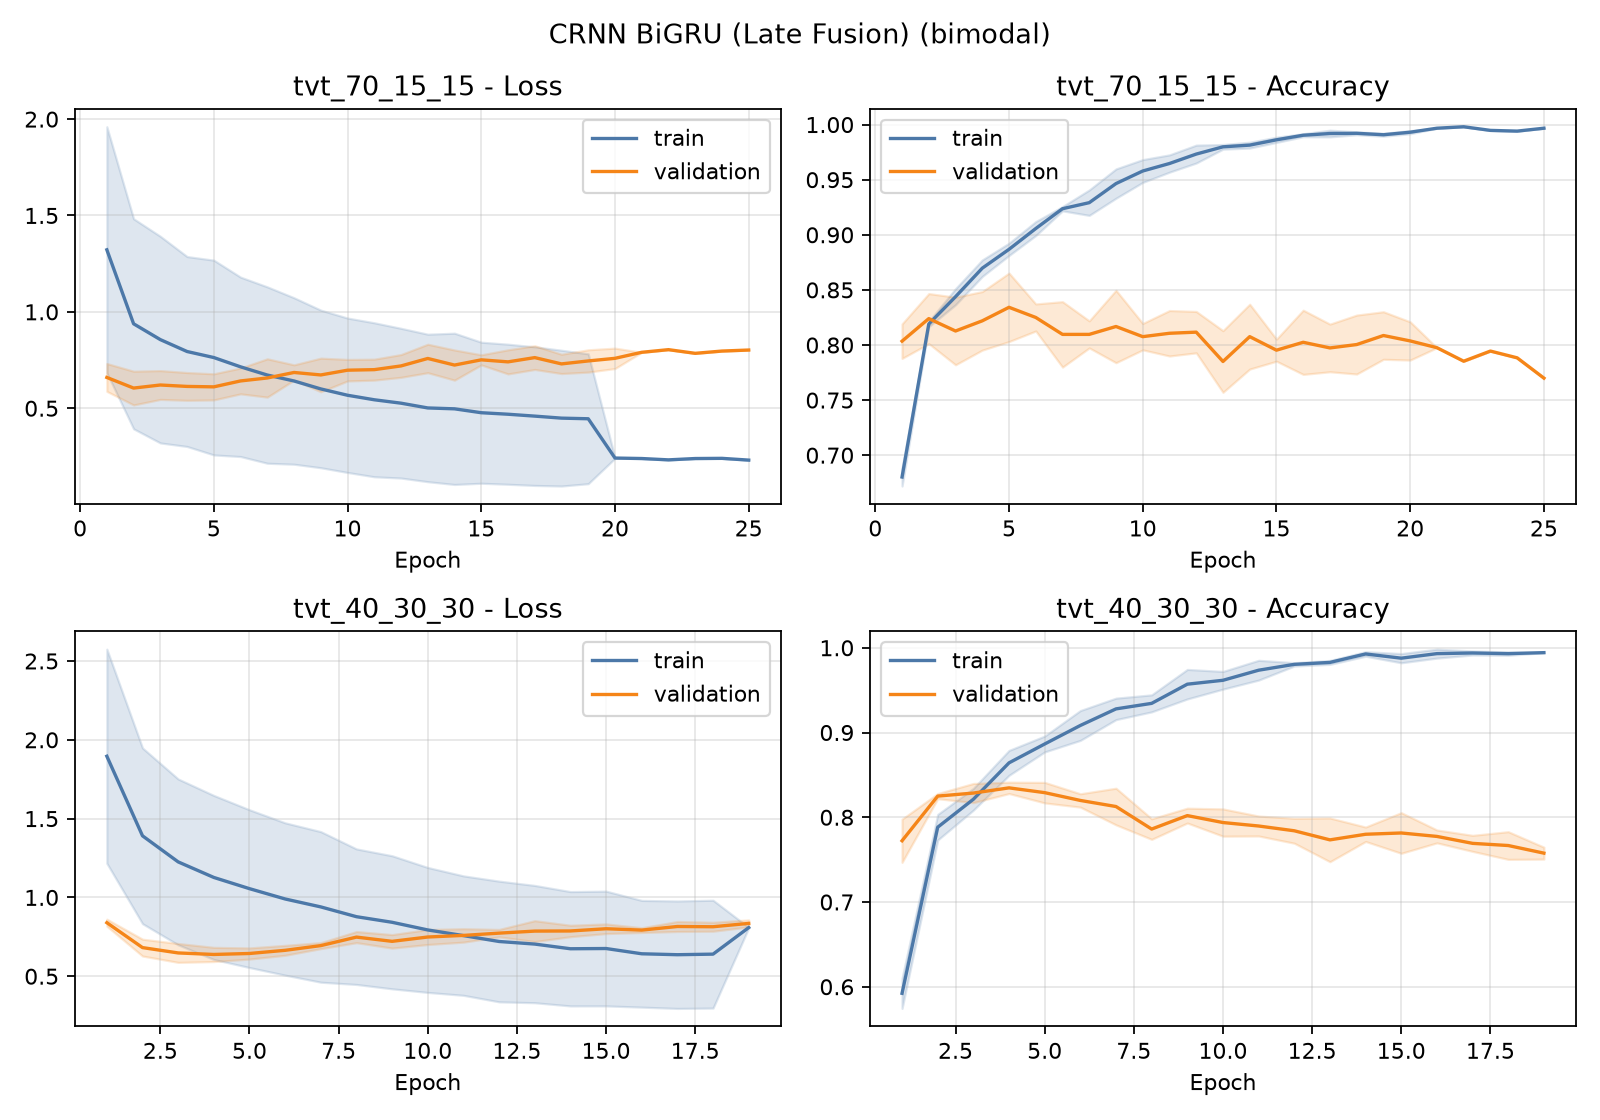 CRNN BiGRU (Late Fusion) (bimodal)
tvt_70_15_15 - Loss
2.0
1.5
1.0
0.5
0 5 10 15 20 25
Epoch
train
validation
tvt_70_15_15 - Accuracy
1.00
0.95
0.90
0.85
0.80
0.75
0.70
0 5 10 15 20 25
Epoch
train
validation
tvt_40_30_30 - Loss
2.5
2.0
1.5
1.0
0.5
2.5 5.0 7.5 10.0 12.5 15.0 17.5
Epoch
train
validation
tvt_40_30_30 - Accuracy
1.0
0.9
0.8
0.7
0.6
2.5 5.0 7.5 10.0 12.5 15.0 17.5
Epoch
train
validation